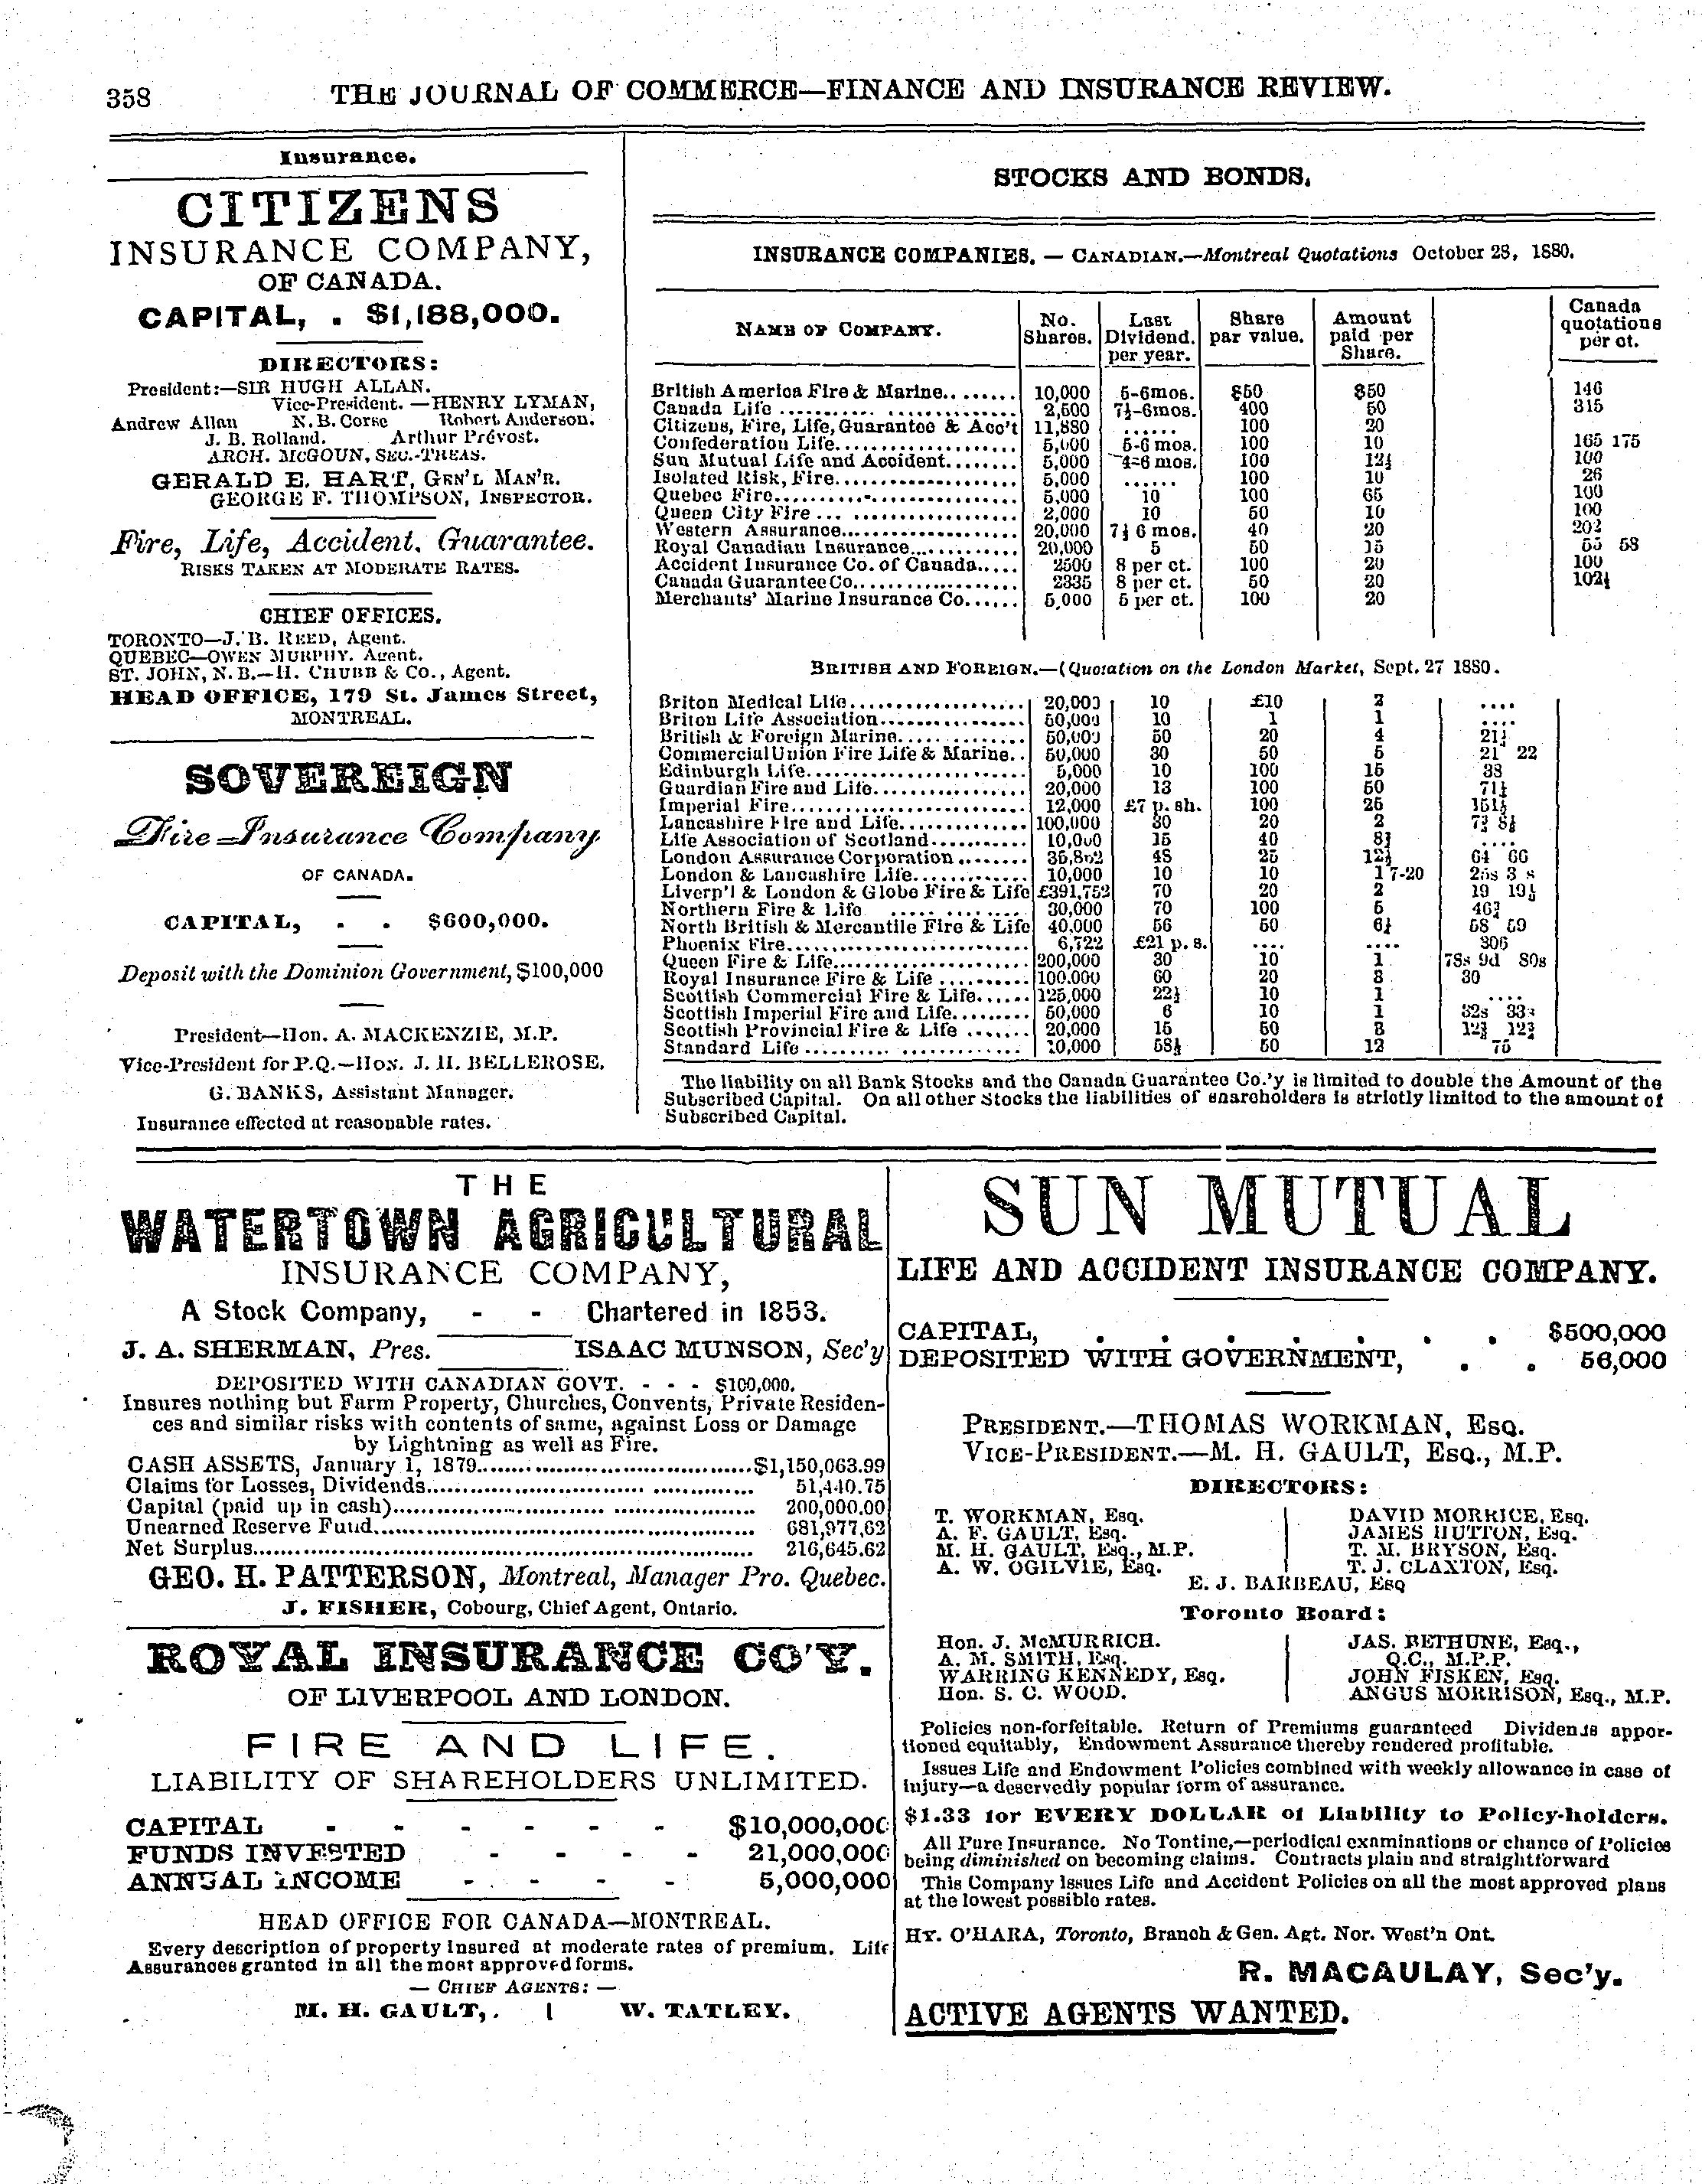 358
THE JOURNAL OF COMMERCE—FINANCE AND INSURANCE REVIEW.
Insurance.
CITIZENS
INSURANCE COMPANY,
OF CANADA.
CAPITAL, . $1,188,000.
DIRECTORS:
President:—SIR HUGH ALLAN.
Vice-President.—HENRY LYMAN,
Andrew Allan N. B. Corse Robert Anderson.
J. B. Rolland. Arthur Prévost.
ARCH. McGOUN, SEC.-TREAS.
GERALD E. HART, GEN'L MAN'R.
GEORGE F. THOMPSON, INSPECTOR.
Fire, Life, Accident, Guarantee.
RISKS TAKEN AT MODERATE RATES.
CHIEF OFFICES.
TORONTO—J. B. REED, Agent.
QUEBEC—OWEN MURPHY. Agent.
ST. JOHN, N. B.—H. CHUBB & CO., Agent.
HEAD OFFICE, 179 St. James Street,
MONTREAL.
SOVEREIGN
Fire Insurance Company
OF CANADA.
CAPITAL, . . $600,000.
Deposit with the Dominion Government, $100,000
President—Hon. A. MACKENZIE, M.P.
Vice-President for P.Q.—HON. J. H. BELLEROSE.
G. BANKS, Assistant Manager.
Insurance effected at reasonable rates.
STOCKS AND BONDS.
INSURANCE COMPANIES. — CANADIAN.—Montreal Quotations October 28, 1880.
NAME OF COMPANY. No. Shares. Last Dividend. per year. Share par value. Amount paid per Share. Canada quotations per ct.
British America Fire & Marine........ 10,000 5-6mos. $50 $50 146
Canada Life ................... 2,500 7½-6mos. 400 50 315
Citizens, Fire, Life, Guarantee & Acc't 11,880 ...... 100 20
Confederation Life................... 5,000 5-6 mos. 100 10 165 175
Sun Mutual Life and Accident........ 5,000 4-6 mos. 100 12½ 100
Isolated Risk, Fire................... 5,000 ...... 100 10 26
Quebec Fire................... 5,000 10 100 65 100
Queen City Fire ................... 2,000 10 50 10 100
Western Assurance................... 20,000 7½ 6 mos. 40 20 202
Royal Canadian Insurance............ 20,000 5 50 15 55 58
Accident Insurance Co. of Canada..... 2500 8 per ct. 100 20 100
Canada Guarantee Co................... 2335 8 per ct. 50 20 102½
Merchants' Marine Insurance Co...... 5,000 5 per ct. 100 20
BRITISH AND FOREIGN.—(Quotation on the London Market, Sept. 27 1880.
Briton Medical Life................... 20,000 10 £10 2 ....
Briton Life Association................ 50,000 10 1 1 ....
British & Foreign Marine.............. 50,000 50 20 4 21½
Commercial Union Fire Life & Marine.. 50,000 30 50 5 21 22
Edinburgh Life................... 5,000 10 100 15 38
Guardian Fire and Life................ 20,000 13 100 50 71½
Imperial Fire................... 12,000 £7 p. sh. 100 25 151½
Lancashire Fire and Life.............. 100,000 30 20 2 7¾ 8¼
Life Association of Scotland........... 10,000 15 40 8¾ ....
London Assurance Corporation ........ 35,862 48 25 12½ 64 66
London & Lancashire Life.............. 10,000 10 10 1 7-20
Liverp'l & London & Globe Fire & Life £391,752 70 20 2 19 19½
Northern Fire & Life ..... ........ 30,000 70 100 5 46¾
North British & Mercantile Fire & Life 40,000 56 50 6¼ 58 59
Phoenix Fire................... 6,722 £21 p. s. .... .... 306
Queen Fire & Life................... 200,000 30 10 1 78s 9d 80s
Royal Insurance Fire & Life .......... 100,000 60 20 3 30
Scottish Commercial Fire & Life...... 125,000 22½ 10 1 ....
Scottish Imperial Fire and Life......... 50,000 6 10 1 32s 33s
Scottish Provincial Fire & Life ....... 20,000 15 50 3 12¾ 12¾
Standard Life ................... 10,000 58½ 50 12 75
The liability on all Bank Stocks and the Canada Guarantee Co.'y is limited to double the Amount of the
Subscribed Capital. On all other Stocks the liabilities of shareholders is strictly limited to the amount of
Subscribed Capital.
THE
WATERTOWN AGRICULTURAL
INSURANCE COMPANY,
A Stock Company, - - Chartered in 1853.
J. A. SHERMAN, Pres. ISAAC MUNSON, Sec'y
DEPOSITED WITH CANADIAN GOVT. - - - $100,000.
Insures nothing but Farm Property, Churches, Convents, Private Residen-
ces and similar risks with contents of same, against Loss or Damage
by Lightning as well as Fire.
CASH ASSETS, January 1, 1879...................$1,150,063.99
Claims for Losses, Dividends................... 51,440.75
Capital (paid up in cash)................... 200,000.00
Unearned Reserve Fund................... 681,977,62
Net Surplus................... 216,645.62
GEO. H. PATTERSON, Montreal, Manager Pro. Quebec.
J. FISHER, Cobourg, Chief Agent, Ontario.
ROYAL INSURANCE CO'Y.
OF LIVERPOOL AND LONDON.
FIRE AND LIFE.
LIABILITY OF SHAREHOLDERS UNLIMITED.
CAPITAL - - - - - - $10,000,000
FUNDS INVESTED - - - - 21,000,000
ANNUAL INCOME - - - - 5,000,000
HEAD OFFICE FOR CANADA—MONTREAL.
Every description of property insured at moderate rates of premium. Life
Assurances granted in all the most approved forms.
— CHIEF AGENTS: —
M. H. GAULT, . | W. TATLEY.
SUN MUTUAL
LIFE AND ACCIDENT INSURANCE COMPANY.
CAPITAL, . . . . . . . . $500,000
DEPOSITED WITH GOVERNMENT, . . 56,000
PRESIDENT.—THOMAS WORKMAN, ESQ.
VICE-PRESIDENT.—M. H. GAULT, ESQ., M.P.
DIRECTORS:
T. WORKMAN, Esq. DAVID MORRICE, Esq.
A. F. GAULT, Esq. JAMES HUTTON, Esq.
M. H. GAULT, Esq., M.P. T. M. BRYSON, Esq.
A. W. OGILVIE, Esq. T. J. CLAXTON, Esq.
E. J. BARBEAU, ESQ
Toronto Board:
Hon. J. McMURRICH. JAS. BETHUNE, Esq.,
A. M. SMITH, Esq. Q.C., M.P.P.
WARRING KENNEDY, Esq. JOHN FISKEN, Esq.
Hon. S. C. WOOD. ANGUS MORRISON, Esq., M.P.
Policies non-forfeitable. Return of Premiums guaranteed Dividends appor-
tioned equitably, Endowment Assurance thereby rendered profitable.
Issues Life and Endowment Policies combined with weekly allowance in case of
injury—a deservedly popular form of assurance.
$1.33 for EVERY DOLLAR of Liability to Policy-holders.
All Pure Insurance. No Tontine,—periodical examinations or chance of Policies
being diminished on becoming claims. Contracts plain and straightforward
This Company Issues Life and Accident Policies on all the most approved plans
at the lowest possible rates.
HY. O'HARA, Toronto, Branch & Gen. Agt. Nor. West'n Ont.
R. MACAULAY, Sec'y.
ACTIVE AGENTS WANTED.